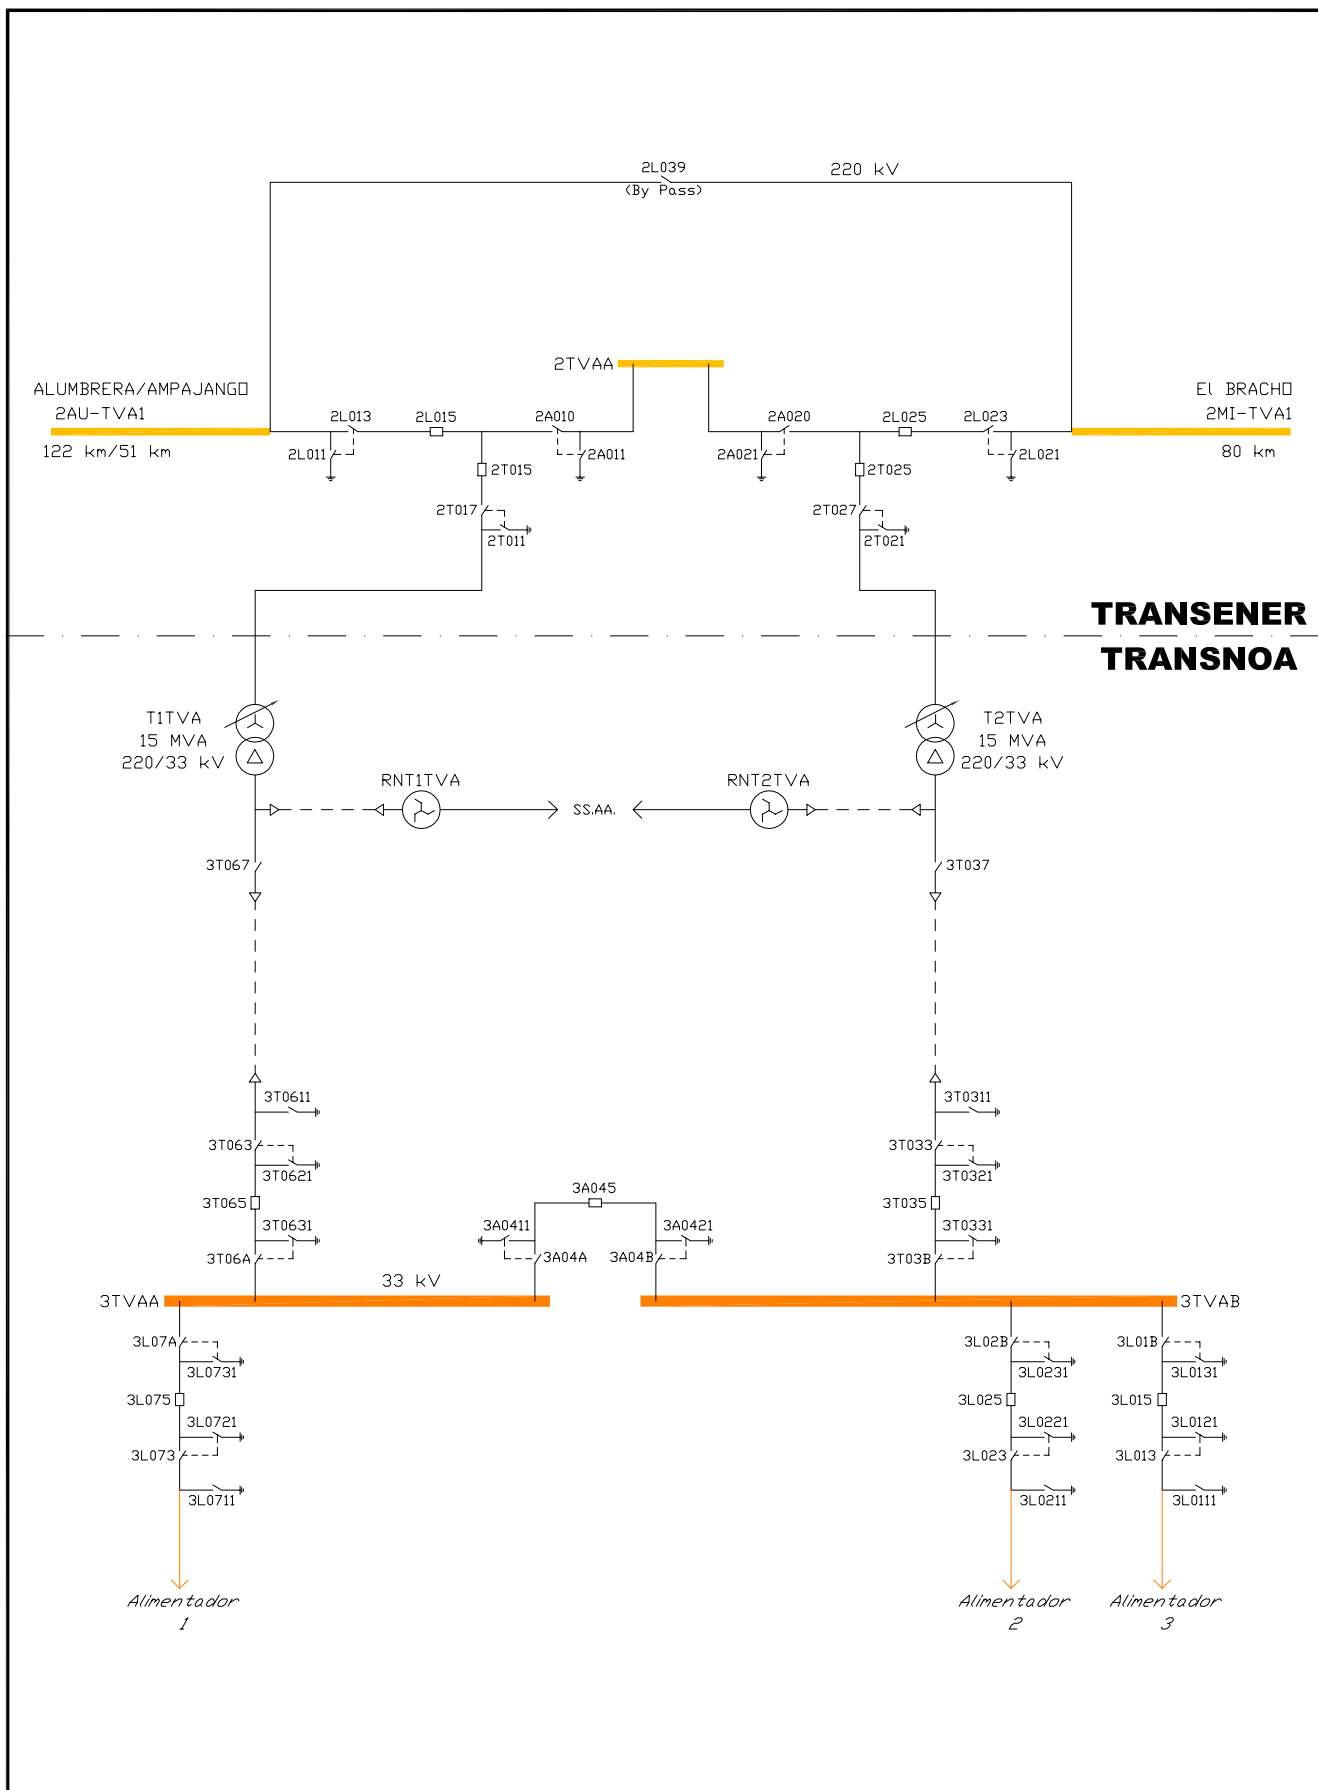 2L039
(By Pass)
220 kV
2TVAA
ALUMBRERA/AMPAJANGO
2AU-TVA1
122 km/51 km
El BRACHO
2MI-TVA1
80 km
2L013
2L015
2A010
2A020
2L025
2L023
2L011
2A011
2A021
2L021
2T015
2T025
2T017
2T011
2T027
2T021
TRANSENER
TRANSNOA
T1TVA
15 MVA
220/33 kV
T2TVA
15 MVA
220/33 kV
RNT1TVA
SS.AA.
RNT2TVA
3T067
3T037
3T0611
3T0311
3T063
3T0621
3T033
3T0321
3T065
3A045
3T035
3T0631
3A0411
3A0421
3T0331
3T06A
3A04A
3A04B
3T03B
33 kV
3TVAA
3TVAB
3L07A
3L02B
3L01B
3L0731
3L0231
3L0131
3L075
3L025
3L015
3L0721
3L0221
3L0121
3L073
3L023
3L013
3L0711
3L0211
3L0111
Alimentador
1
Alimentador
2
Alimentador
3